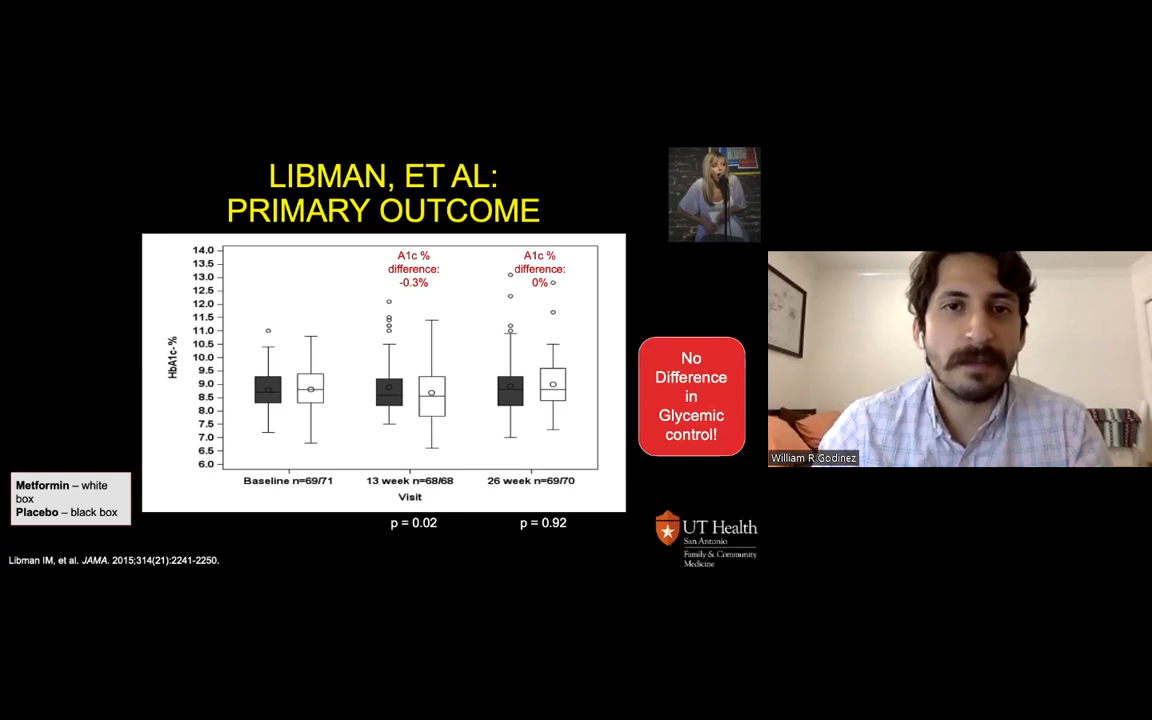 LIBMAN, ET AL:
PRIMARY OUTCOME
HbA1c- %
14.0
13.5
13.0
12.5
12.0
11.5
11.0
10.5
10.0
9.5
9.0
8.5
8.0
7.5
7.0
6.5
6.0
A1c %
difference:
-0.3%
A1c %
difference:
0%
Baseline n=69/71
13 week n=68/68
26 week n=69/70
Visit
p = 0.02
p = 0.92
Metformin – white
box
Placebo – black box
No
Difference
in
Glycemic
control!
William R Godinez
UT Health
San Antonio
Family & Community
Medicine
Libman IM, et al. JAMA. 2015;314(21):2241-2250.